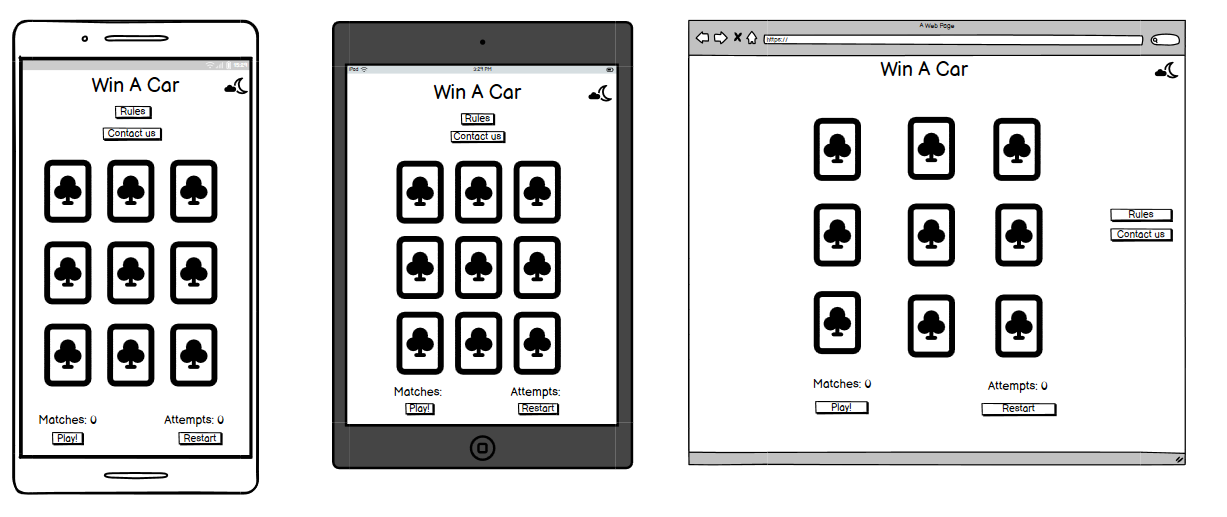 Win A Car
Rules
Contact us
Matches: 0 Attempts: 0
Play! Restart
iPad 2:29 PM
Win A Car
Rules
Contact us
Matches: Attempts:
Play! Restart
A Web Page
https://
Win A Car
Rules
Contact us
Matches: 0 Attempts: 0
Play! Restart